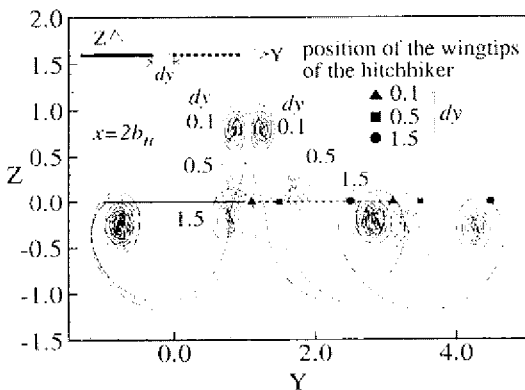 2.0
Z^
Y
dy
position of the wingtips
of the hitchhiker
1.5
dy dy
▲ 0.1
x=2b_H
0.1 0.1
■ 0.5 dy
1.0
● 1.5
Z
0.5
0.5 0.5
1.5
0.0
1.5
-0.5
-1.0
-1.5
0.0 2.0 4.0
Y